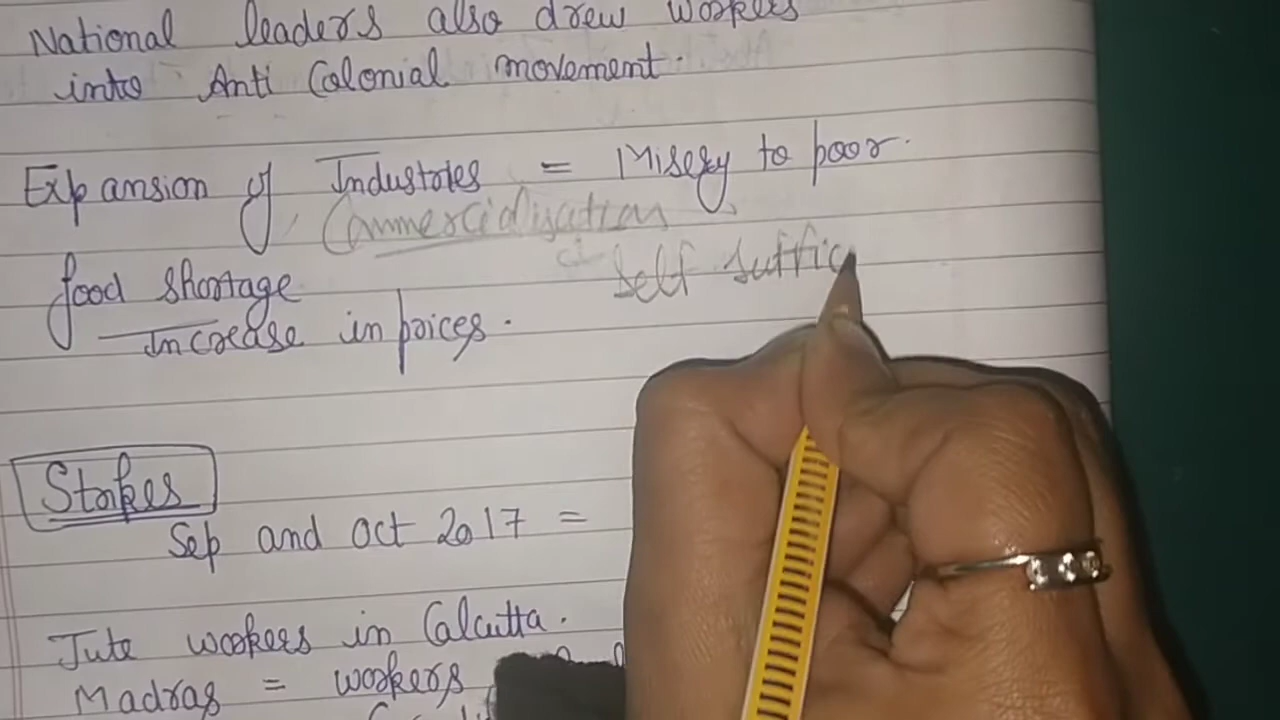 National leaders also drew workers
into Anti Colonial movement.
Expansion of Industries = Misery to poor.
Commercialisation
Self suffic
food shortage
Increase in prices.
Strikes
Sep and oct 2017 =
Jute workers in Calcutta.
Madras = workers